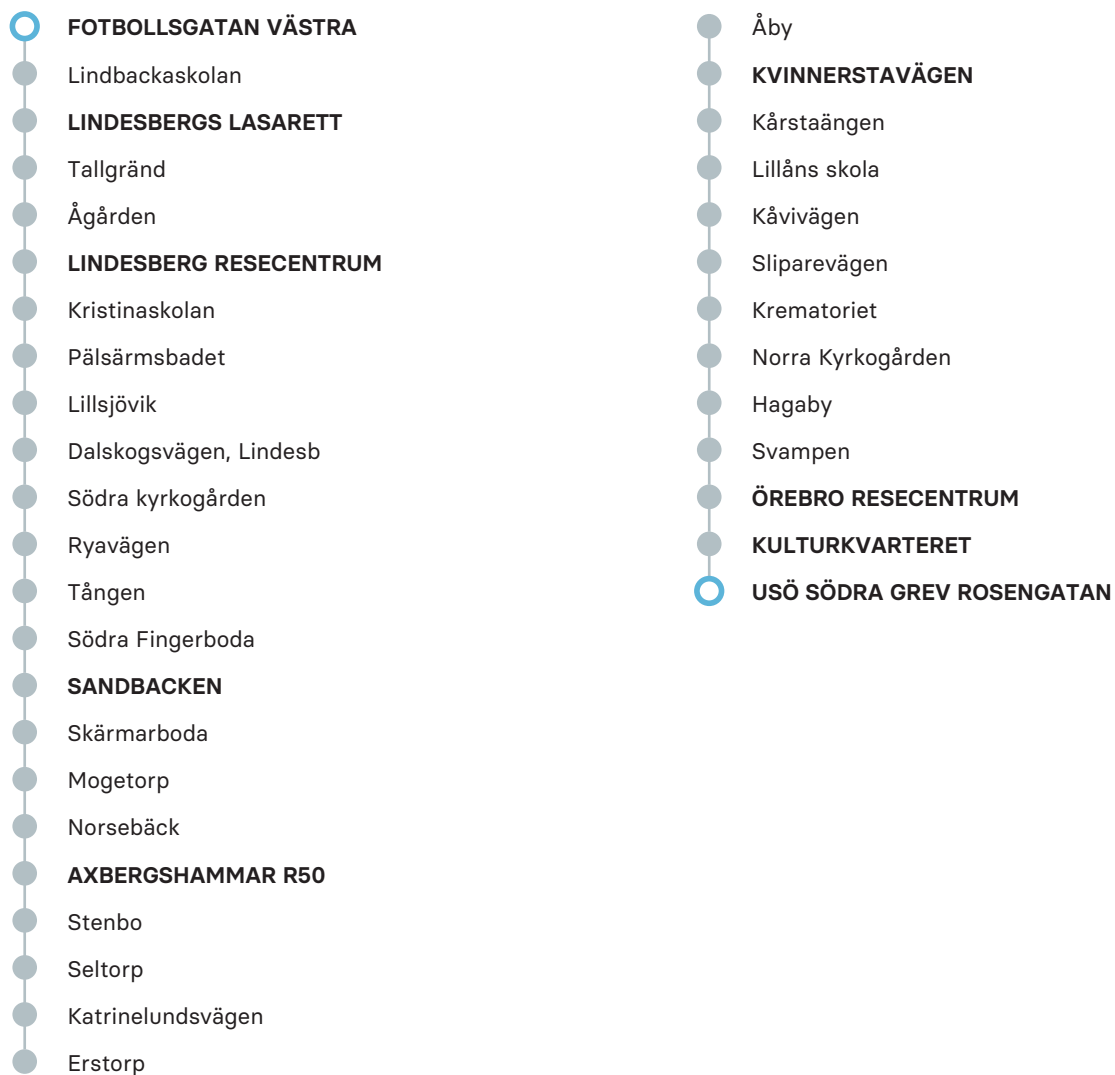 FOTBOLLSGATAN VÄSTRA
Lindbackaskolan
LINDESBERGS LASARETT
Tallgränd
Ågården
LINDESBERG RESECENTRUM
Kristinaskolan
Pälsärmsbadet
Lillsjövik
Dalskogsvägen, Lindesb
Södra kyrkogården
Ryavägen
Tången
Södra Fingerboda
SANDBACKEN
Skärmarboda
Mogetorp
Norsebäck
AXBERGSHAMMAR R50
Stenbo
Seltorp
Katrinelundsvägen
Erstorp
Åby
KVINNERSTAVÄGEN
Kårstaängen
Lillåns skola
Kåvivägen
Sliparevägen
Krematoriet
Norra Kyrkogården
Hagaby
Svampen
ÖREBRO RESECENTRUM
KULTURKVARTERET
USÖ SÖDRA GREV ROSENGATAN